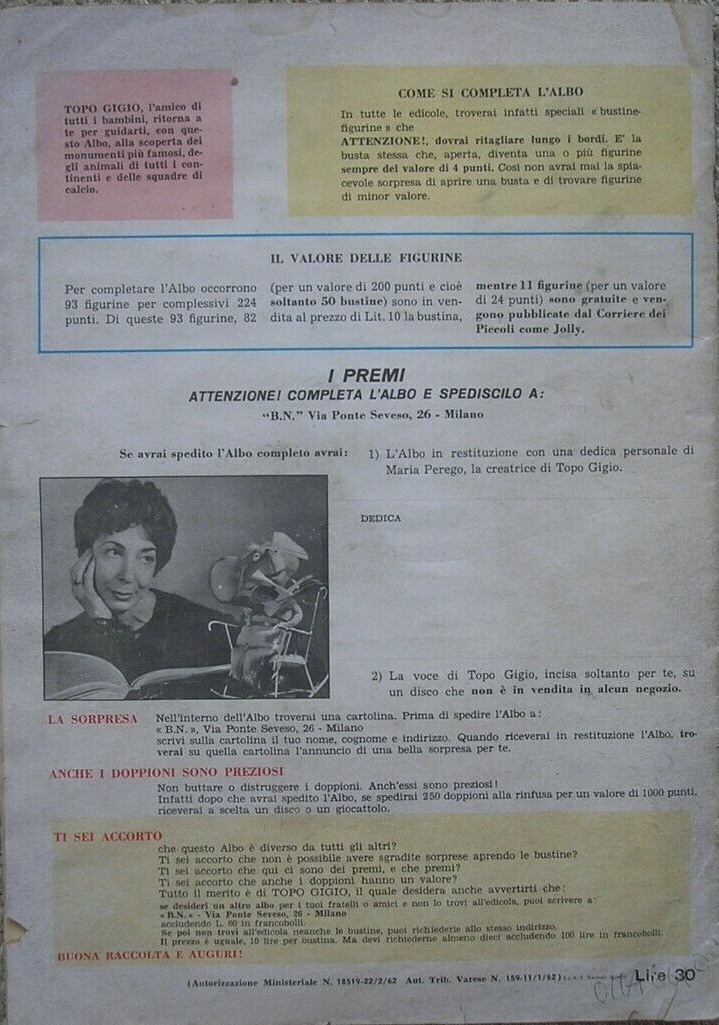 TOPO GIGIO, l'amico di
tutti i bambini, ritorna a
te per guidarti, con que-
sto Albo, alla scoperta dei
monumenti più famosi, de-
gli animali di tutti i con-
tinenti e delle squadre di
calcio.
COME SI COMPLETA L'ALBO
In tutte le edicole, troverai infatti speciali « bustine-
figurine » che
ATTENZIONE!, dovrai ritagliare lungo i bordi. E' la
busta stessa che, aperta, diventa una o più figurine
sempre del valore di 4 punti. Così non avrai mai la spia-
cevole sorpresa di aprire una busta e di trovare figurine
di minor valore.
IL VALORE DELLE FIGURINE
Per completare l'Albo occorrono
93 figurine per complessivi 224
punti. Di queste 93 figurine, 82
(per un valore di 200 punti e cioè
soltanto 50 bustine) sono in ven-
dita al prezzo di Lit. 10 la bustina,
mentre 11 figurine (per un valore
di 24 punti) sono gratuite e ven-
gono pubblicate dal Corriere dei
Piccoli come Jolly.
I PREMI
ATTENZIONE! COMPLETA L'ALBO E SPEDISCILO A:
"B.N." Via Ponte Seveso, 26 - Milano
Se avrai spedito l'Albo completo avrai:
1) L'Albo in restituzione con una dedica personale di
Maria Perego, la creatrice di Topo Gigio.
DEDICA
2) La voce di Topo Gigio, incisa soltanto per te, su
un disco che non è in vendita in alcun negozio.
LA SORPRESA Nell'interno dell'Albo troverai una cartolina. Prima di spedire l'Albo a:
« B.N. », Via Ponte Seveso, 26 - Milano
scrivi sulla cartolina il tuo nome, cognome e indirizzo. Quando riceverai in restituzione l'Albo, tro-
verai su quella cartolina l'annuncio di una bella sorpresa per te.
ANCHE I DOPPIONI SONO PREZIOSI
Non buttare o distruggere i doppioni. Anch'essi sono preziosi!
Infatti dopo che avrai spedito l'Albo, se spedirai 250 doppioni alla rinfusa per un valore di 1000 punti,
riceverai a scelta un disco o un giocattolo.
TI SEI ACCORTO
che questo Albo è diverso da tutti gli altri?
Ti sei accorto che non è possibile avere sgradite sorprese aprendo le bustine?
Ti sei accorto che qui ci sono dei premi, e che premi?
Ti sei accorto che anche i doppioni hanno un valore?
Tutto il merito è di TOPO GIGIO, il quale desidera anche avvertirti che:
se desideri un altro albo per i tuoi fratelli o amici e non lo trovi all'edicola, puoi scrivere a:
« B.N. » - Via Ponte Seveso, 26 - Milano
accludendo L. 60 in francobolli.
Se poi non trovi all'edicola neanche le bustine, puoi richiederle allo stesso indirizzo.
Il prezzo è uguale, 10 lire per bustina. Ma devi richiederne almeno dieci accludendo 100 lire in francobolli.
BUONA RACCOLTA E AUGURI!
(Autorizzazione Ministeriale N. 18519-22/2/62 Aut. Trib. Varese N. 159-11/1/62)
Lire 30